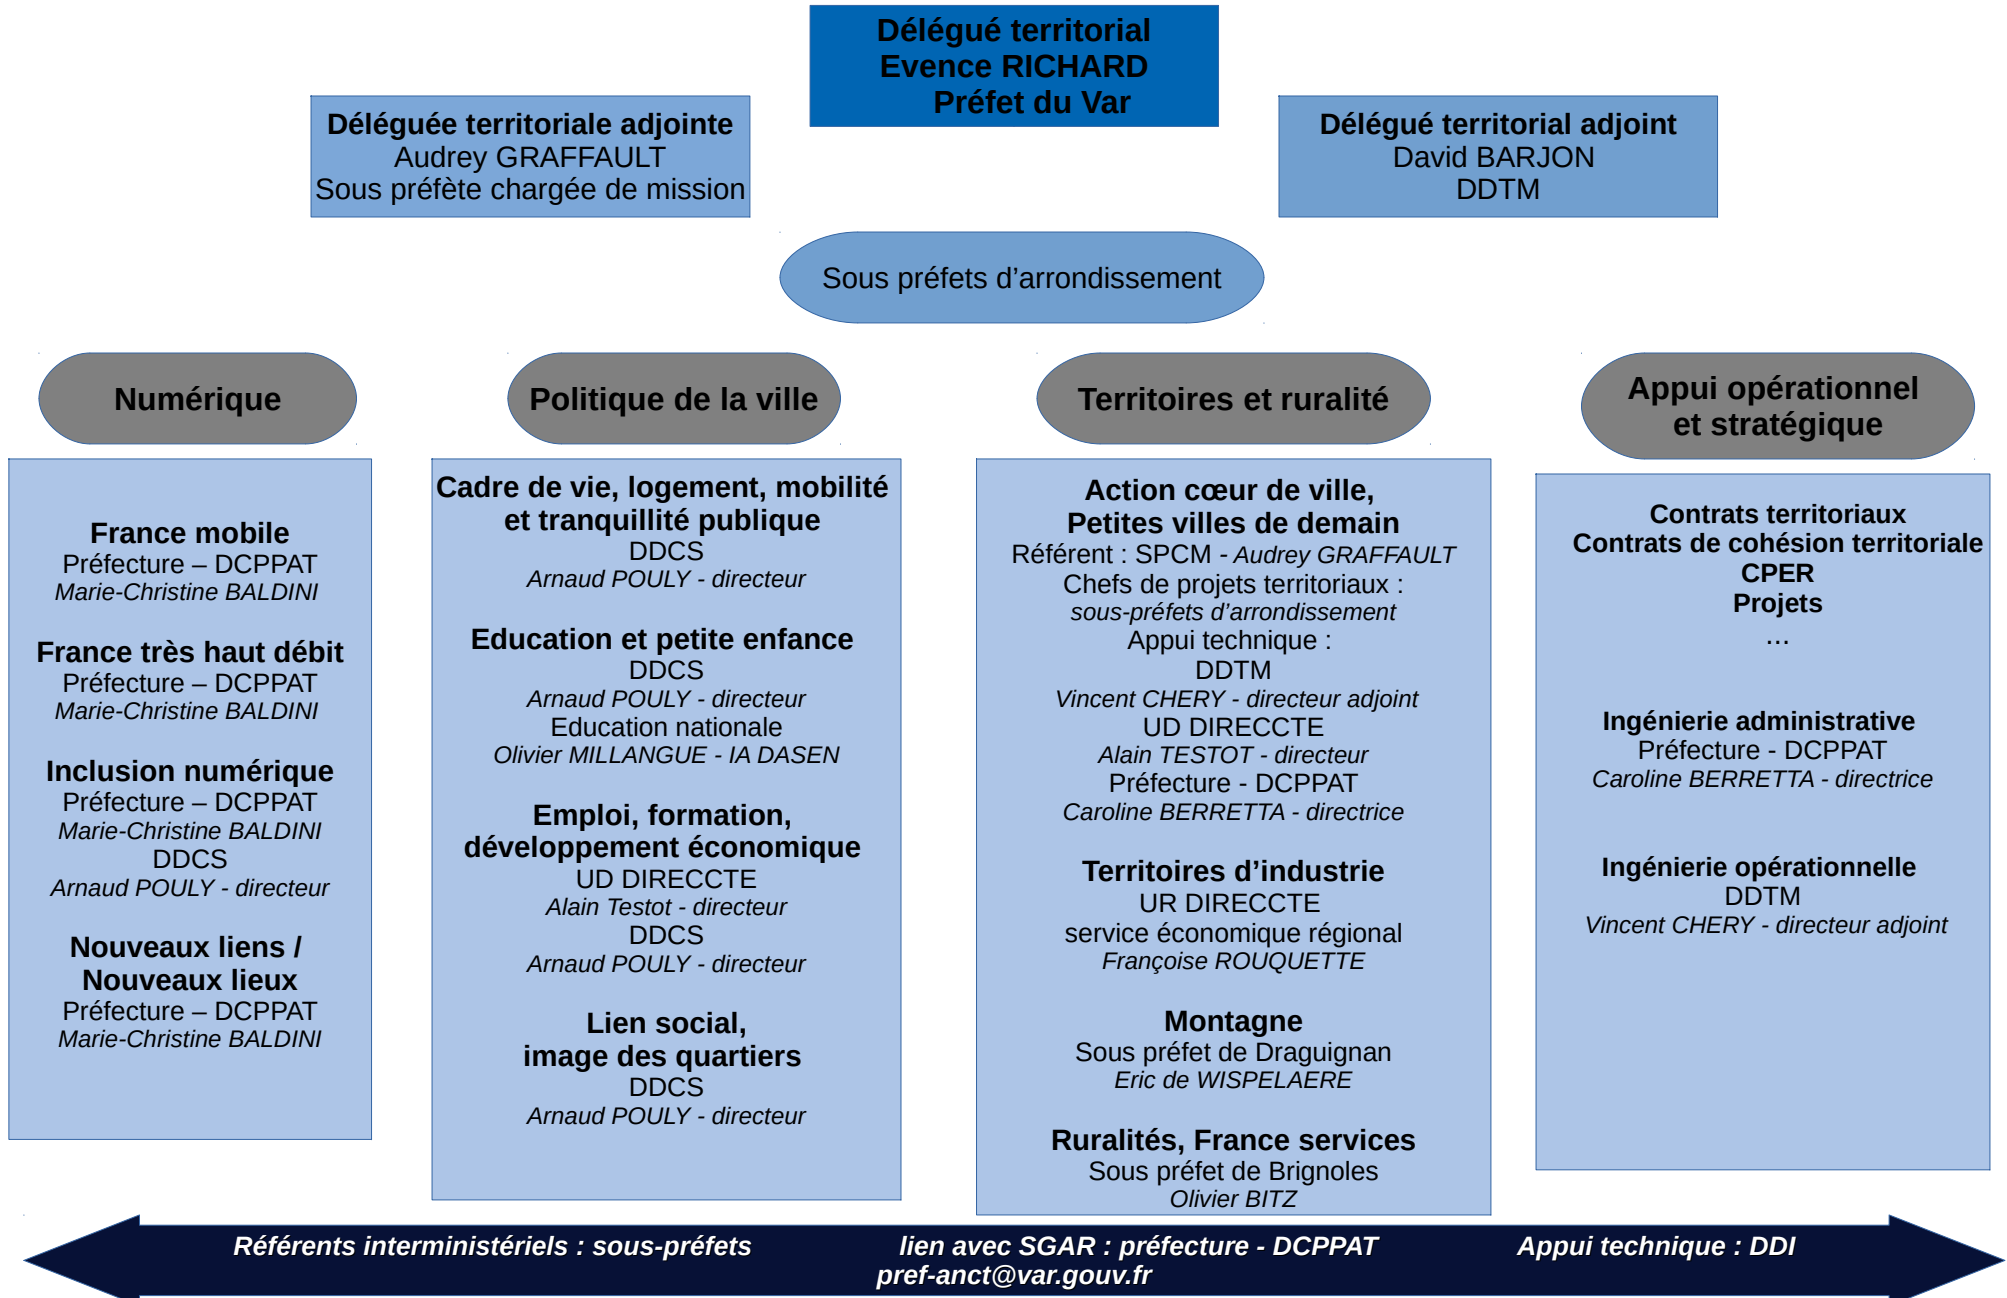 Délégué territorial
Evence RICHARD
Préfet du Var
Déléguée territoriale adjointe
Audrey GRAFFAULT
Sous préfète chargée de mission
Délégué territorial adjoint
David BARJON
DDTM
Sous préfets d’arrondissement
Numérique
France mobile
Préfecture – DCPPAT
Marie-Christine BALDINI
France très haut débit
Préfecture – DCPPAT
Marie-Christine BALDINI
Inclusion numérique
Préfecture – DCPPAT
Marie-Christine BALDINI
DDCS
Arnaud POULY - directeur
Nouveaux liens /
Nouveaux lieux
Préfecture – DCPPAT
Marie-Christine BALDINI
Politique de la ville
Cadre de vie, logement, mobilité
et tranquillité publique
DDCS
Arnaud POULY - directeur
Education et petite enfance
DDCS
Arnaud POULY - directeur
Education nationale
Olivier MILLANGUE - IA DASEN
Emploi, formation,
développement économique
UD DIRECCTE
Alain Testot - directeur
DDCS
Arnaud POULY - directeur
Lien social,
image des quartiers
DDCS
Arnaud POULY - directeur
Territoires et ruralité
Action cœur de ville,
Petites villes de demain
Référent : SPCM - Audrey GRAFFAULT
Chefs de projets territoriaux :
sous-préfets d’arrondissement
Appui technique :
DDTM
Vincent CHERY - directeur adjoint
UD DIRECCTE
Alain TESTOT - directeur
Préfecture - DCPPAT
Caroline BERRETTA - directrice
Territoires d’industrie
UR DIRECCTE
service économique régional
Françoise ROUQUETTE
Montagne
Sous préfet de Draguignan
Eric de WISPELAERE
Ruralités, France services
Sous préfet de Brignoles
Olivier BITZ
Appui opérationnel
et stratégique
Contrats territoriaux
Contrats de cohésion territoriale
CPER
Projets
...
Ingénierie administrative
Préfecture - DCPPAT
Caroline BERRETTA - directrice
Ingénierie opérationnelle
DDTM
Vincent CHERY - directeur adjoint
Référents interministériels : sous-préfets lien avec SGAR : préfecture - DCPPAT Appui technique : DDI
pref-anct@var.gouv.fr